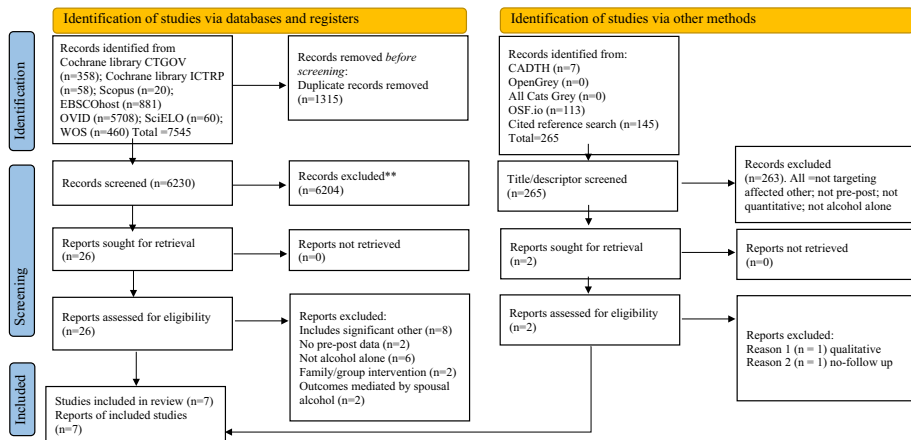 Identification of studies via databases and registers
Identification of studies via other methods
Identification
Records identified from
Cochrane library CTGOV
(n=358); Cochrane library ICTRP
(n=58); Scopus (n=20);
EBSCOhost (n=881)
OVID (n=5708); SciELO (n=60);
WOS (n=460) Total =7545
Records removed before
screening:
Duplicate records removed
(n=1315)
Records identified from:
CADTH (n=7)
OpenGrey (n=0)
All Cats Grey (n=0)
OSF.io (n=113)
Cited reference search (n=145)
Total=265
Screening
Records screened (n=6230)
Records excluded**
(n=6204)
Title/descriptor screened
(n=265)
Records excluded
(n=263). All =not targeting
affected other; not pre-post; not
quantitative; not alcohol alone
Reports sought for retrieval
(n=26)
Reports not retrieved
(n=0)
Reports sought for retrieval
(n=2)
Reports not retrieved
(n=0)
Reports assessed for eligibility
(n=26)
Reports excluded:
Includes significant other (n=8)
No pre-post data (n=2)
Not alcohol alone (n=6)
Family/group intervention (n=2)
Outcomes mediated by spousal
alcohol (n=2)
Reports assessed for eligibility
(n=2)
Reports excluded:
Reason 1 (n = 1) qualitative
Reason 2 (n = 1) no-follow up
Included
Studies included in review (n=7)
Reports of included studies
(n=7)